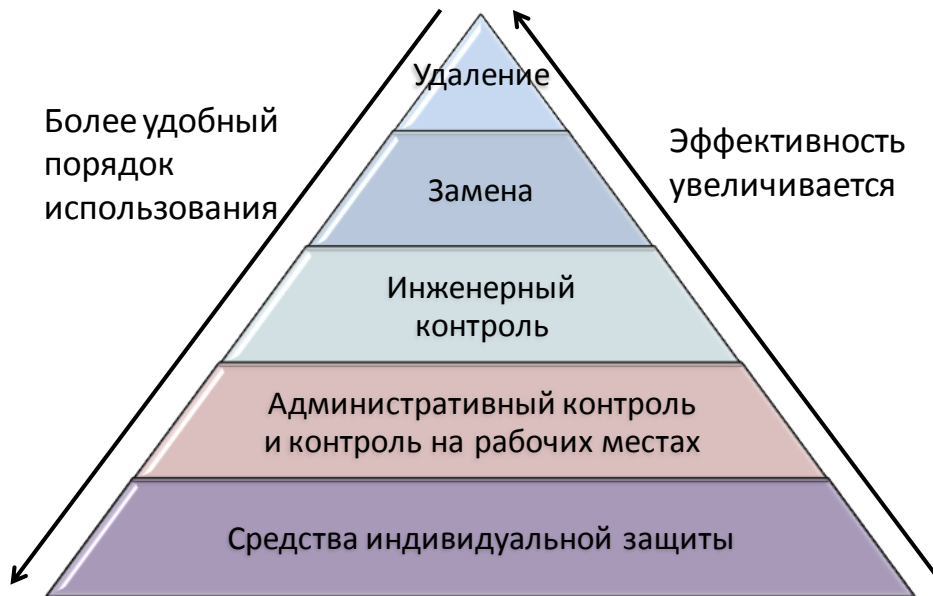 Удаление
Более удобный
порядок
использования
Эффективность
увеличивается
Замена
Инженерный
контроль
Административный контроль
и контроль на рабочих местах
Средства индивидуальной защиты